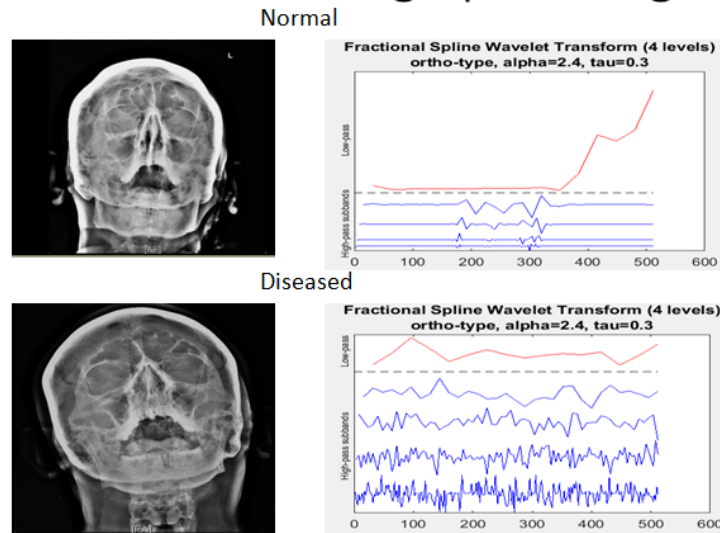 Normal
L
Fractional Spline Wavelet Transform (4 levels)
ortho-type, alpha=2.4, tau=0.3
Low-pass
High-pass subbands
0 100 200 300 400 500 600
Diseased
Fractional Spline Wavelet Transform (4 levels)
ortho-type, alpha=2.4, tau=0.3
Low-pass
High-pass subbands
0 100 200 300 400 500 600